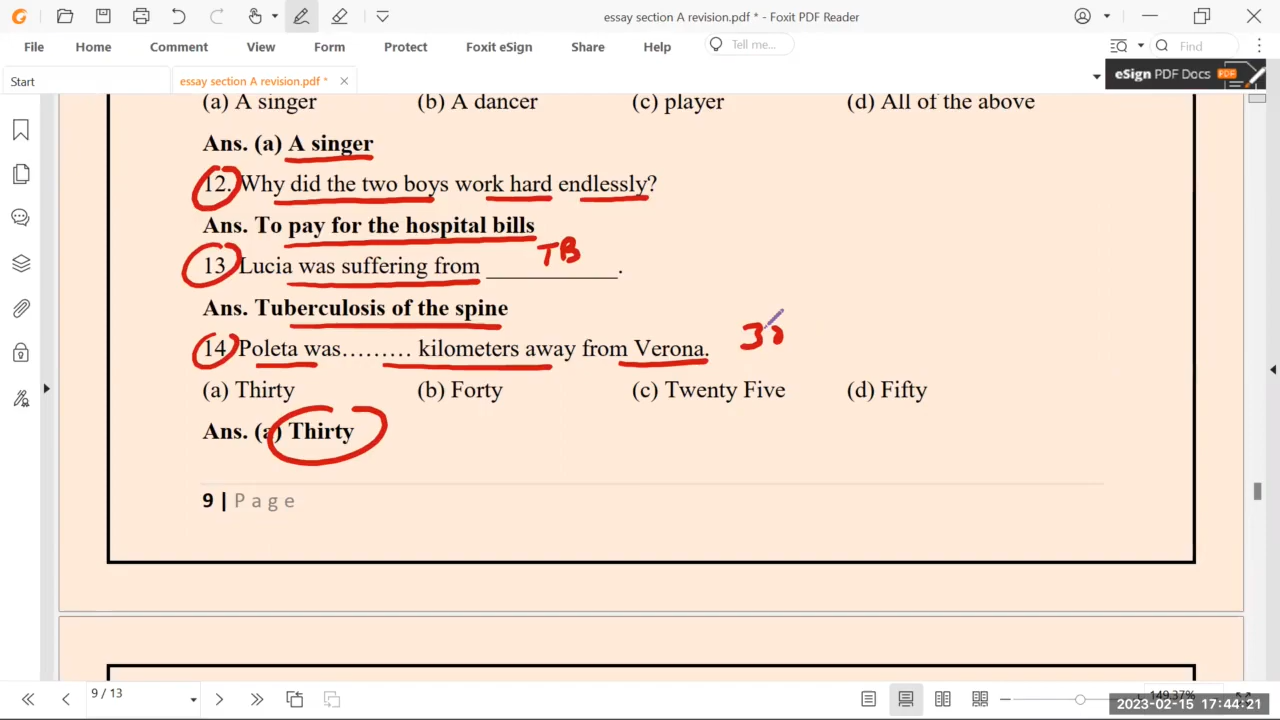 essay section A revision.pdf * - Foxit PDF Reader
File Home Comment View Form Protect Foxit eSign Share Help Tell me... Find
Start essay section A revision.pdf * eSign PDF Docs PDF
(a) A singer (b) A dancer (c) player (d) All of the above
Ans. (a) A singer
12. Why did the two boys work hard endlessly?
Ans. To pay for the hospital bills
TB
13 Lucia was suffering from ____________.
Ans. Tuberculosis of the spine
30
14 Poleta was……… kilometers away from Verona.
(a) Thirty (b) Forty (c) Twenty Five (d) Fifty
Ans. (a) Thirty
9 | Page
9 / 13 149.37%
2023-02-15 17:44:21